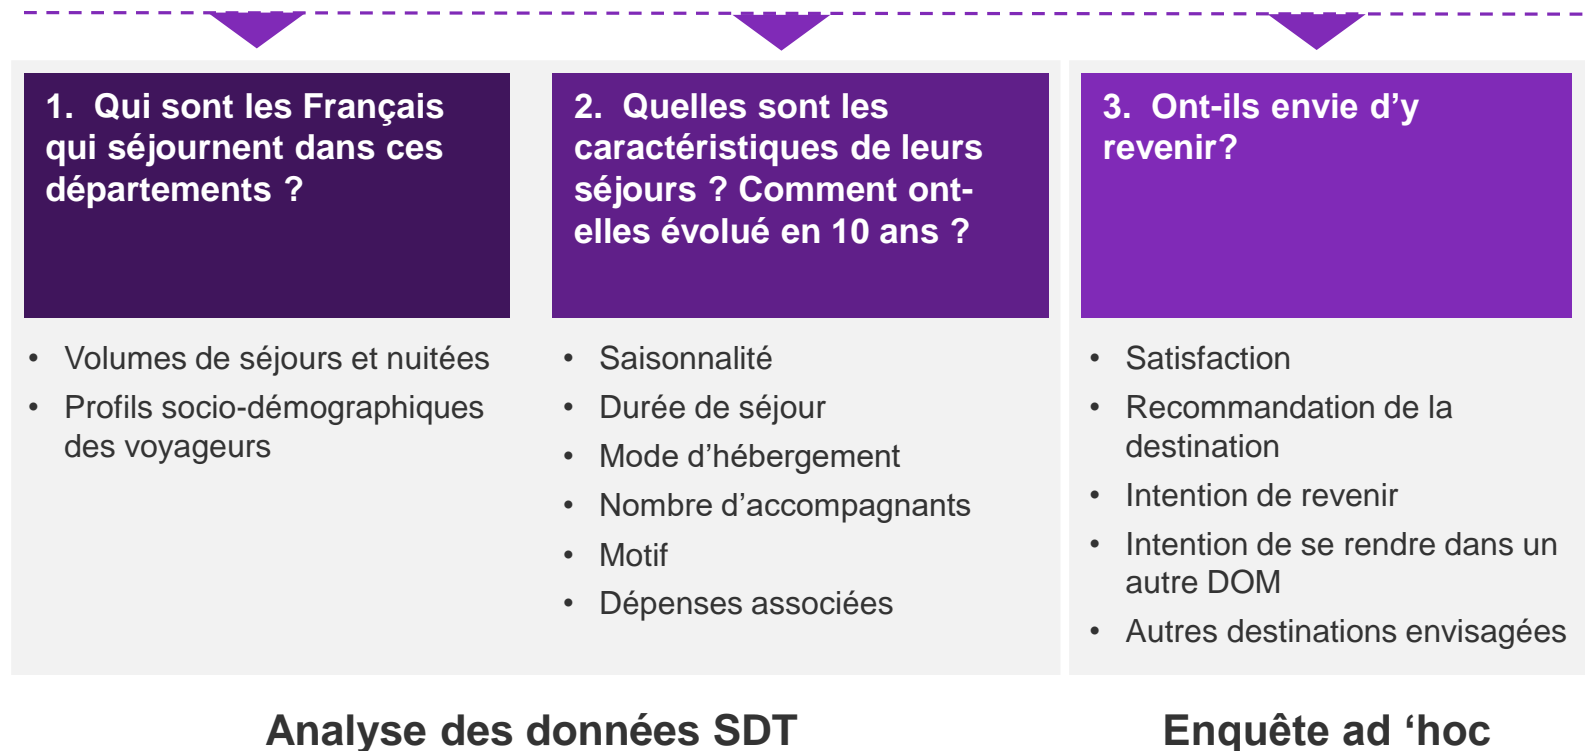 1. Qui sont les Français
qui séjournent dans ces
départements ?
• Volumes de séjours et nuitées
• Profils socio-démographiques
des voyageurs
2. Quelles sont les
caractéristiques de leurs
séjours ? Comment ont-
elles évolué en 10 ans ?
• Saisonnalité
• Durée de séjour
• Mode d’hébergement
• Nombre d’accompagnants
• Motif
• Dépenses associées
3. Ont-ils envie d’y
revenir?
• Satisfaction
• Recommandation de la
destination
• Intention de revenir
• Intention de se rendre dans un
autre DOM
• Autres destinations envisagées
Analyse des données SDT
Enquête ad ‘hoc